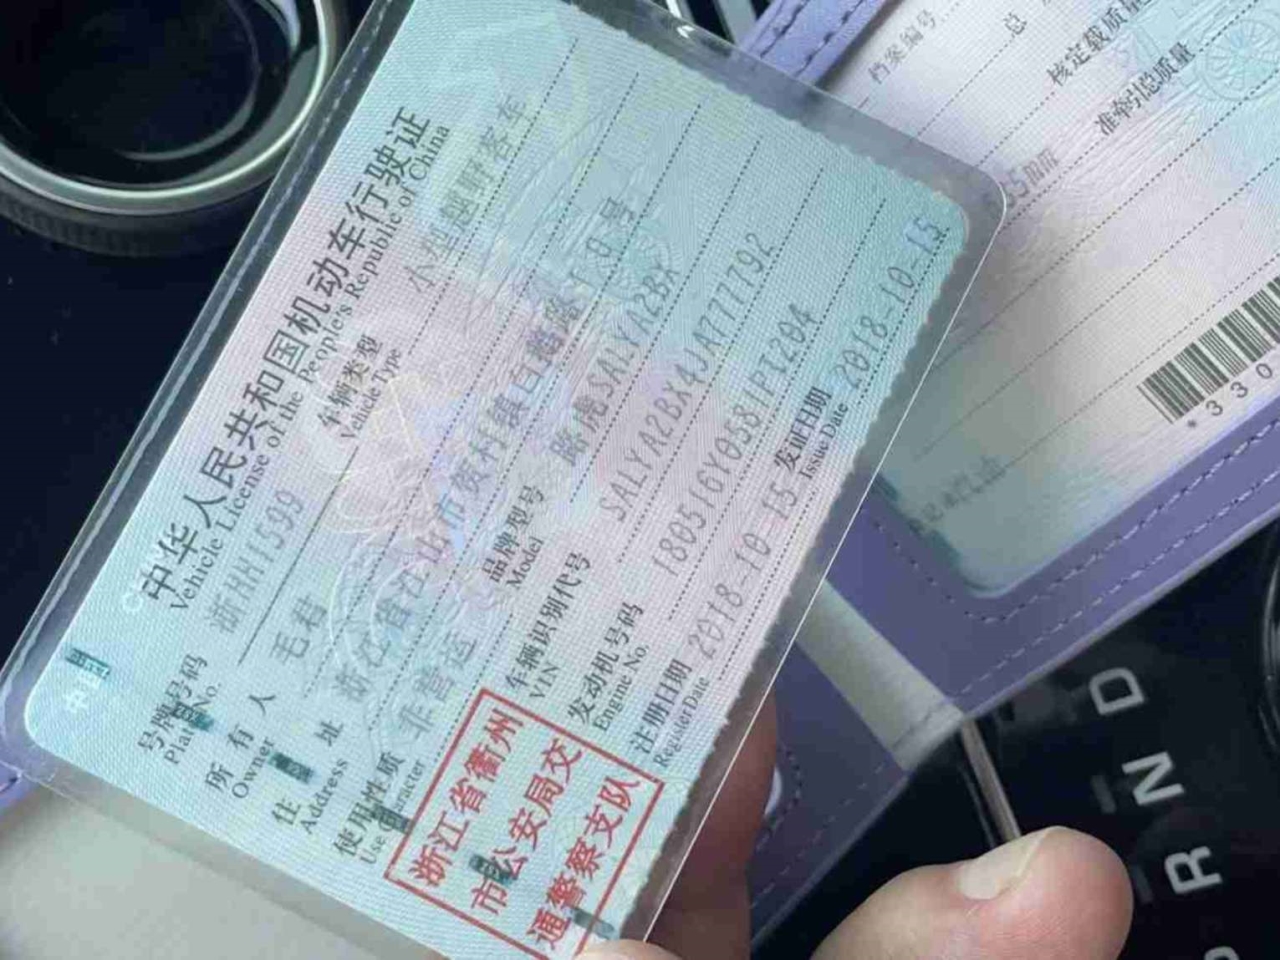 中华人民共和国机动车行驶证
Vehicle License of the People's Republic of China
号牌号码 浙HH1599 车辆类型 小型越野客车
Plate No. Vehicle Type
所有人 毛君
Owner
住址 浙江省江山市贺村镇
Address
使用性质 非营运 品牌型号 路虎SALYA2BX
Use Character Model
车辆识别代号 SALYA2BX4JA777792
VIN
发动机号码 180516Y0581PT204
Engine No.
注册日期 2018-10-15 发证日期 2018-10-15
Register Date Issue Date
浙江省衢州
市公安局交
通警察支队
档案编号
总
核定载质量
准牵引总质量
*330
D
N
R